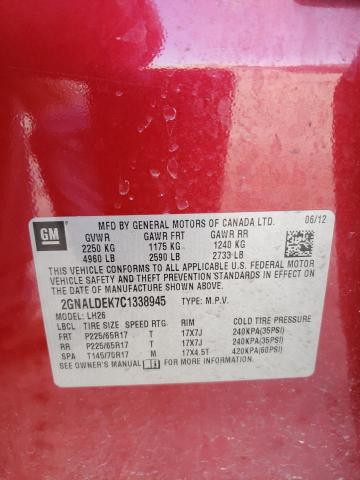 GM
MFD BY GENERAL MOTORS OF CANADA LTD. 06/12
GVWR GAWR FRT GAWR RR
2250 KG 1175 KG 1240 KG
4960 LB 2590 LB 2733 LB
THIS VEHICLE CONFORMS TO ALL APPLICABLE U.S. FEDERAL MOTOR
VEHICLE SAFETY AND THEFT PREVENTION STANDARDS IN EFFECT
ON THE DATE OF MANUFACTURE SHOWN ABOVE.
2GNALDEK7C1338945 TYPE: M.P.V.
MODEL: LH26
LBCL TIRE SIZE SPEED RTG RIM COLD TIRE PRESSURE
FRT P225/65R17 T 17X7J 240KPA(35PSI)
RR P225/65R17 T 17X7J 240KPA(35PSI)
SPA T145/70R17 M 17X4.5T 420KPA(60PSI)
SEE OWNER'S MANUAL FOR MORE INFORMATION.